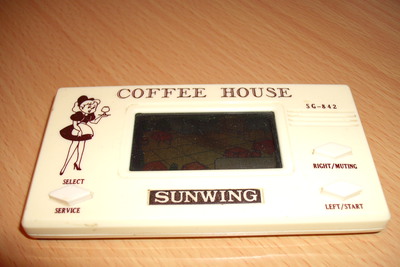 COFFEE HOUSE
SG-842
SELECT
SERVICE
SUNWING
RIGHT/MUTING
LEFT/START